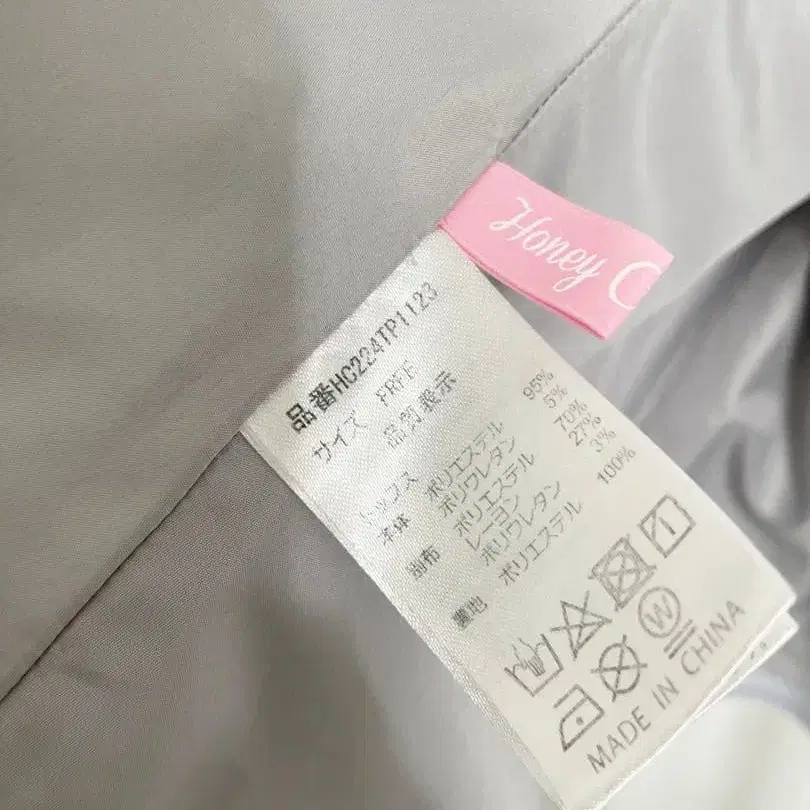 Honey C
品番HC224TP1123
サイズ FREE
品質表示
トップス
本体 ポリエステル 95%
ポリウレタン 5%
別布 ポリエステル 70%
レーヨン 27%
ポリウレタン 3%
裏地 ポリエステル 100%
W
MADE IN CHINA